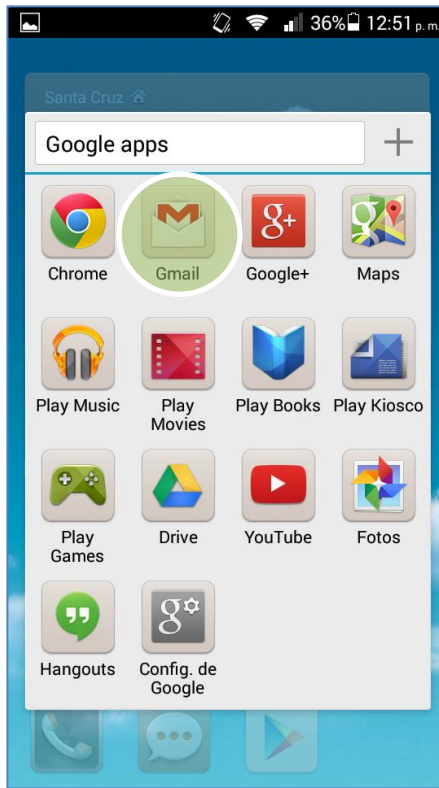 36% 12:51 p. m.
Santa Cruz
Google apps
Chrome Gmail Google+ Maps
Play Music Play Movies Play Books Play Kiosco
Play Games Drive YouTube Fotos
Hangouts Config. de Google